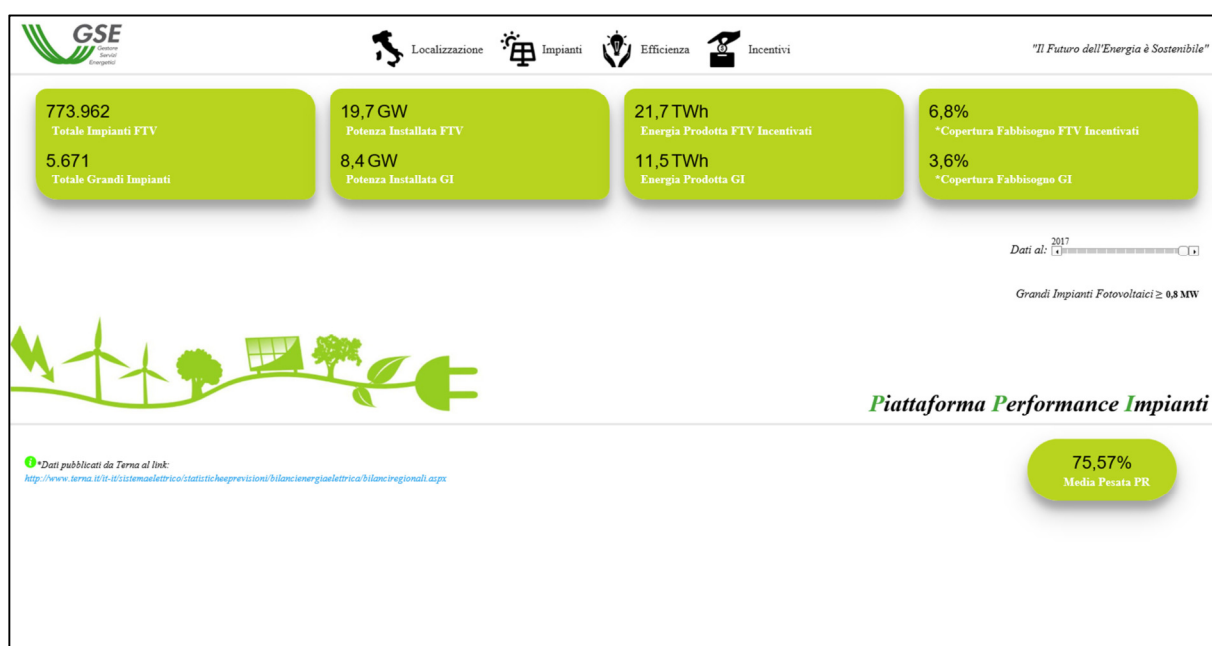 GSE
Gestore
Servizi
Energetici
Localizzazione
Impianti
Efficienza
Incentivi
"Il Futuro dell'Energia è Sostenibile"
773.962
Totale Impianti FTV
5.671
Totale Grandi Impianti
19,7 GW
Potenza Installata FTV
8,4 GW
Potenza Installata GI
21,7 TWh
Energia Prodotta FTV Incentivati
11,5 TWh
Energia Prodotta GI
6,8%
*Copertura Fabbisogno FTV Incentivati
3,6%
*Copertura Fabbisogno GI
2017
Dati al:
Grandi Impianti Fotovoltaici ≥ 0,8 MW
Piattaforma Performance Impianti
*Dati pubblicati da Terna al link:
http://www.terna.it/it-it/sistemaelettrico/statisticheeprevisioni/bilancienergiaelettrica/bilanciregionali.aspx
75,57%
Media Pesata PR